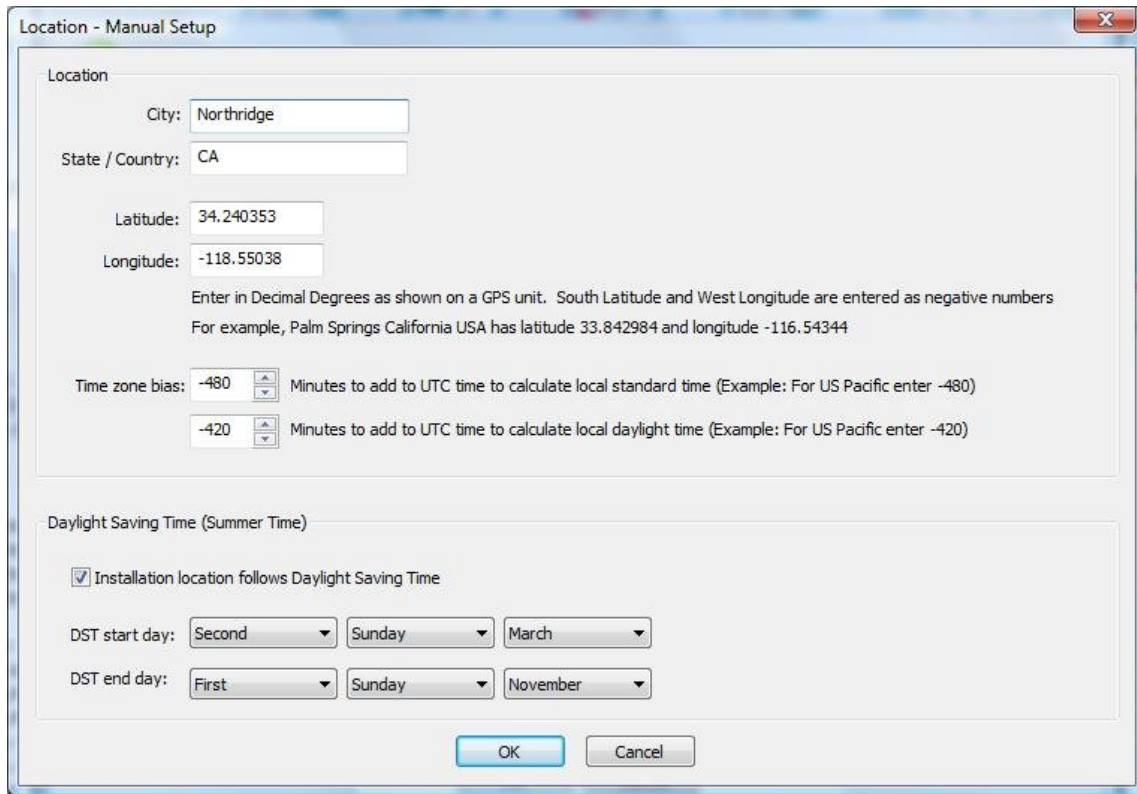 Location - Manual Setup
Location
City: Northridge
State / Country: CA
Latitude: 34.240353
Longitude: -118.55038
Enter in Decimal Degrees as shown on a GPS unit. South Latitude and West Longitude are entered as negative numbers
For example, Palm Springs California USA has latitude 33.842984 and longitude -116.54344
Time zone bias: -480 Minutes to add to UTC time to calculate local standard time (Example: For US Pacific enter -480)
-420 Minutes to add to UTC time to calculate local daylight time (Example: For US Pacific enter -420)
Daylight Saving Time (Summer Time)
Installation location follows Daylight Saving Time
DST start day: Second Sunday March
DST end day: First Sunday November
OK Cancel